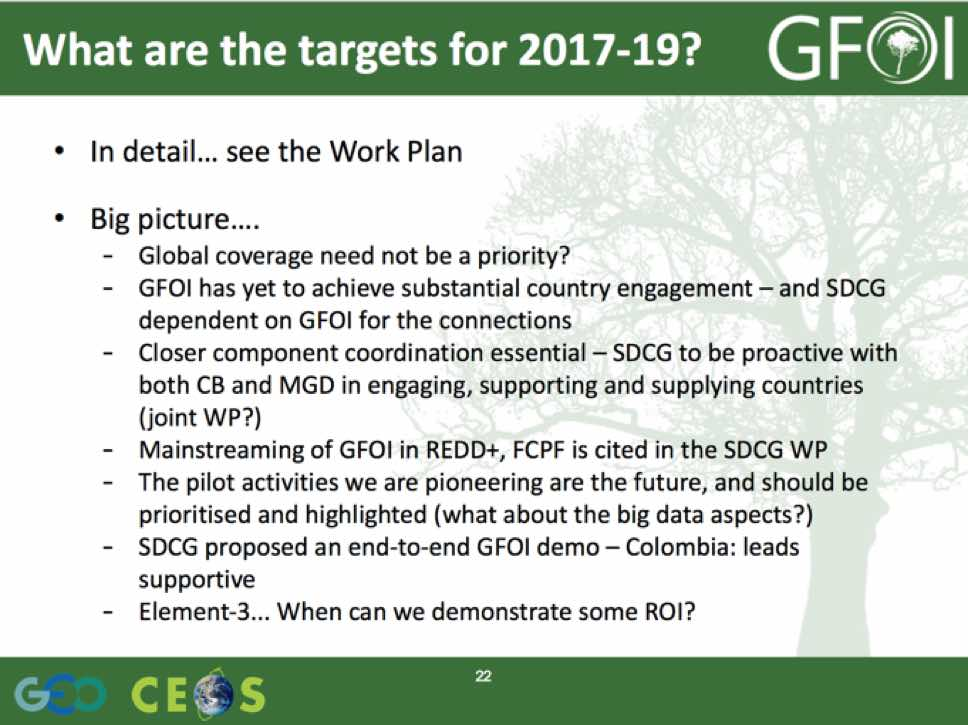 What are the targets for 2017-19?
GFOI
• In detail… see the Work Plan
• Big picture….
- Global coverage need not be a priority?
- GFOI has yet to achieve substantial country engagement – and SDCG
dependent on GFOI for the connections
- Closer component coordination essential – SDCG to be proactive with
both CB and MGD in engaging, supporting and supplying countries
(joint WP?)
- Mainstreaming of GFOI in REDD+, FCPF is cited in the SDCG WP
- The pilot activities we are pioneering are the future, and should be
prioritised and highlighted (what about the big data aspects?)
- SDCG proposed an end-to-end GFOI demo – Colombia: leads
supportive
- Element-3... When can we demonstrate some ROI?
GEO
CEOS
22